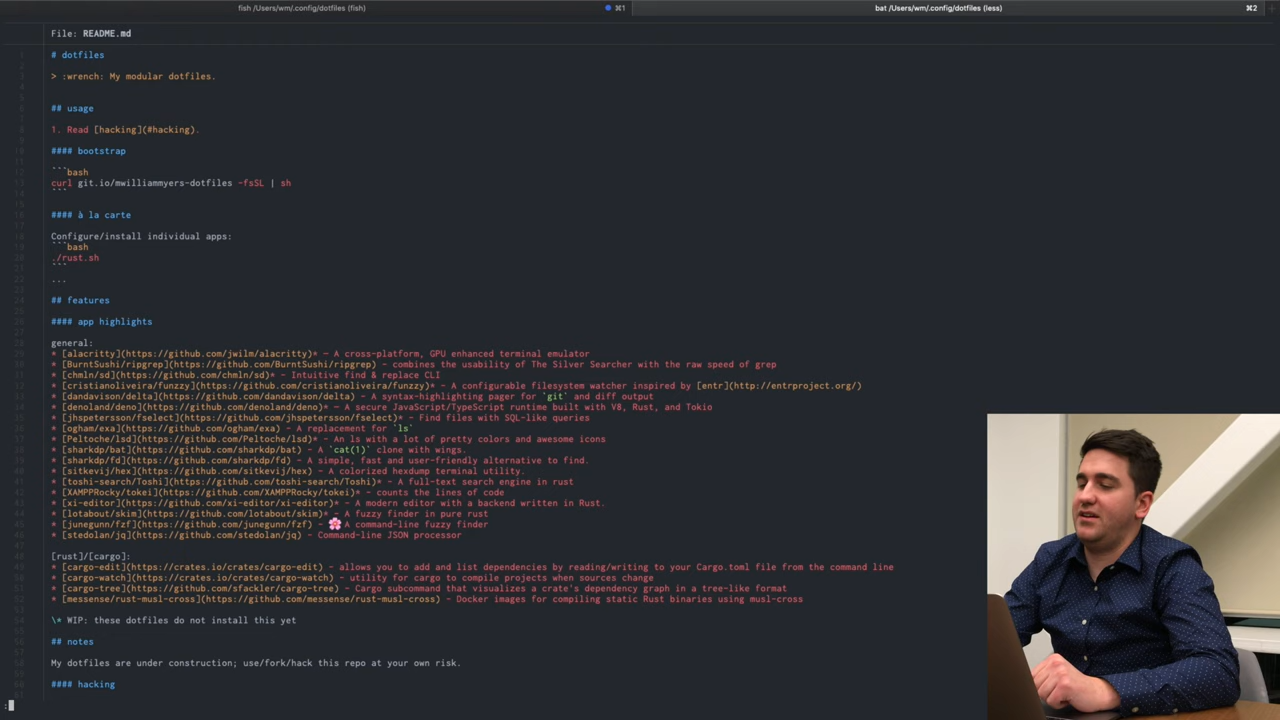 fish /Users/wm/.config/dotfiles (fish)
⌘1
bat /Users/wm/.config/dotfiles (less)
⌘2
File: README.md
# dotfiles
> :wrench: My modular dotfiles.
## usage
1. Read [hacking](#hacking).
#### bootstrap
```bash
curl git.io/mwilliammyers-dotfiles -fsSL | sh
```
#### à la carte
Configure/install individual apps:
```bash
./rust.sh
```
...
## features
#### app highlights
general:
* [alacritty](https://github.com/jwilm/alacritty)* – A cross-platform, GPU enhanced terminal emulator
* [BurntSushi/ripgrep](https://github.com/BurntSushi/ripgrep) - combines the usability of The Silver Searcher with the raw speed of grep
* [chmln/sd](https://github.com/chmln/sd)* - Intuitive find & replace CLI
* [cristianoliveira/funzzy](https://github.com/cristianoliveira/funzzy)* - A configurable filesystem watcher inspired by [entr](http://entrproject.org/)
* [dandavison/delta](https://github.com/dandavison/delta) - A syntax-highlighting pager for `git` and diff output
* [denoland/deno](https://github.com/denoland/deno)* - A secure JavaScript/TypeScript runtime built with V8, Rust, and Tokio
* [jhspetersson/fselect](https://github.com/jhspetersson/fselect)* - Find files with SQL-like queries
* [ogham/exa](https://github.com/ogham/exa) - A replacement for `ls`
* [Peltoche/lsd](https://github.com/Peltoche/lsd)* - An ls with a lot of pretty colors and awesome icons
* [sharkdp/bat](https://github.com/sharkdp/bat) - A `cat(1)` clone with wings.
* [sharkdp/fd](https://github.com/sharkdp/fd) - A simple, fast and user-friendly alternative to find.
* [sitkevij/hex](https://github.com/sitkevij/hex) - A colorized hexdump terminal utility.
* [toshi-search/Toshi](https://github.com/toshi-search/Toshi)* - A full-text search engine in rust
* [XAMPPRocky/tokei](https://github.com/XAMPPRocky/tokei)* - counts the lines of code
* [xi-editor](https://github.com/xi-editor/xi-editor)* - A modern editor with a backend written in Rust.
* [lotabout/skim](https://github.com/lotabout/skim)* - A fuzzy finder in pure rust
* [junegunn/fzf](https://github.com/junegunn/fzf) - 🌸 A command-line fuzzy finder
* [stedolan/jq](https://github.com/stedolan/jq) - Command-line JSON processor
[rust]/[cargo]:
* [cargo-edit](https://crates.io/crates/cargo-edit) - allows you to add and list dependencies by reading/writing to your Cargo.toml file from the command line
* [cargo-watch](https://crates.io/crates/cargo-watch) - utility for cargo to compile projects when sources change
* [cargo-tree](https://github.com/sfackler/cargo-tree) - Cargo subcommand that visualizes a crate's dependency graph in a tree-like format
* [messense/rust-musl-cross](https://github.com/messense/rust-musl-cross) - Docker images for compiling static Rust binaries using musl-cross
\* WIP: these dotfiles do not install this yet
## notes
My dotfiles are under construction; use/fork/hack this repo at your own risk.
#### hacking
: